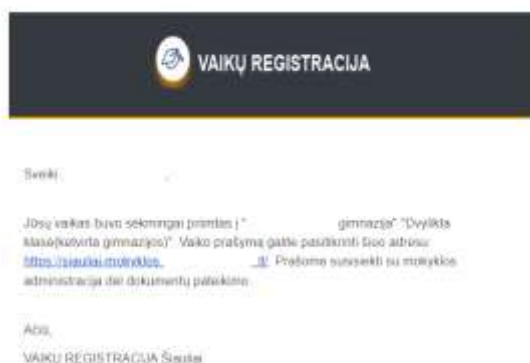 VAIKŲ REGISTRACIJA
Sveiki
Jūsų vaikas buvo sėkmingai priimtas į " gimnazija" "Dvylikta
klasė(ketvirta gimnazijos)". Vaiko prašymą galite pasitikrinti šiuo adresu:
https://siauliai.mokyklos. .lt/ Prašome susisiekti su mokyklos
administracija dėl dokumentų pateikimo.
Ačiū,
VAIKŲ REGISTRACIJA Šiauliai